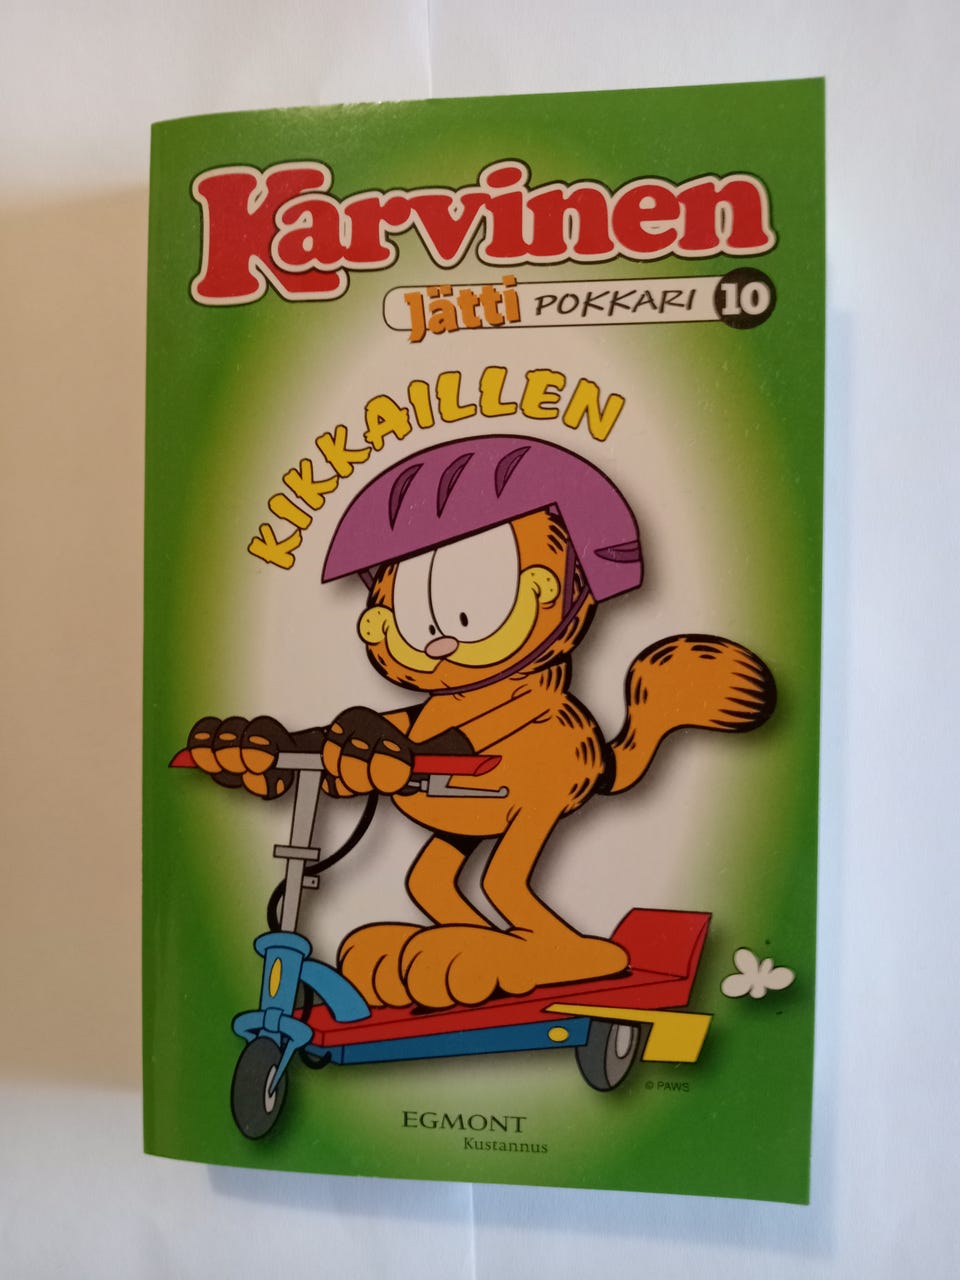 Karvinen
Jätti POKKARI 10
KIKKAILLEN
© PAWS
EGMONT
Kustannus